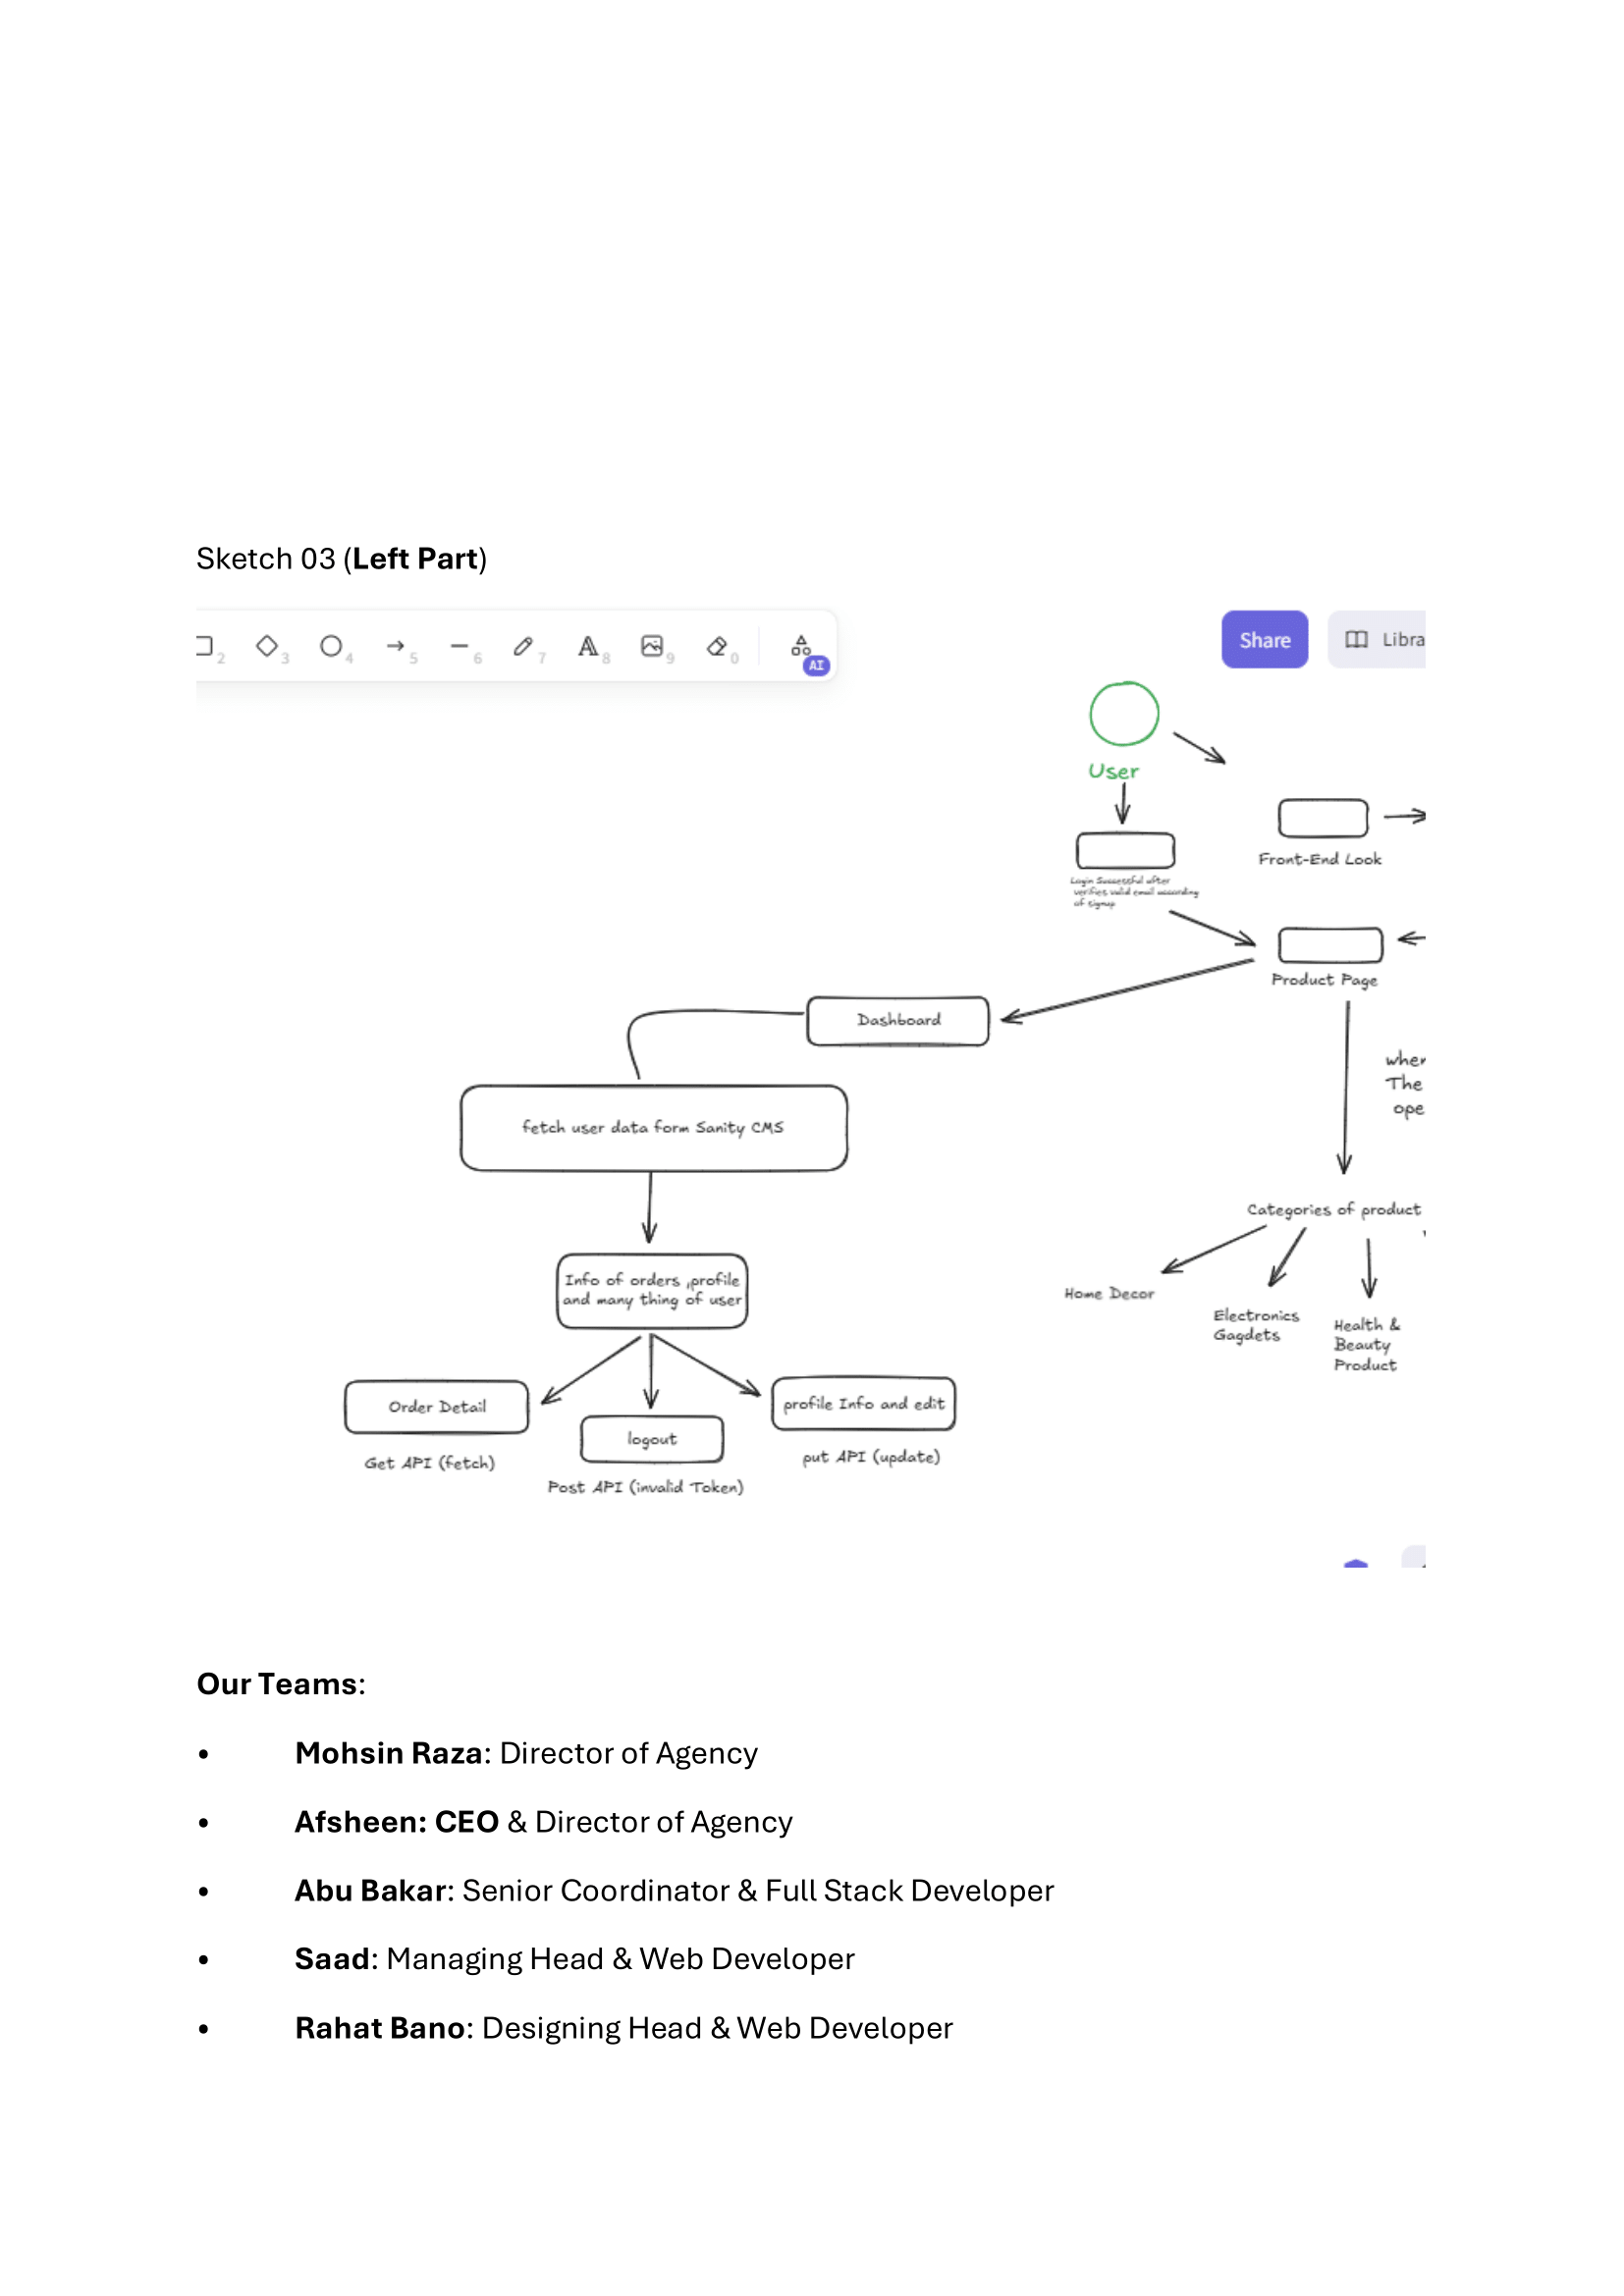 Sketch 03 (Left Part)
2 3 4 5 6 7 A 8 9 0 AI
Share
Libra
User
Front-End Look
Login Successful after
verifies valid email according
of signup
Product Page
Dashboard
wher
The
ope
fetch user data form Sanity CMS
Categories of product
Info of orders ,profile
and many thing of user
Home Decor
Electronics
Gagdets
Health &
Beauty
Product
Order Detail
logout
profile Info and edit
Get API (fetch)
Post API (invalid Token)
put API (update)
Our Teams:
• Mohsin Raza: Director of Agency
• Afsheen: CEO & Director of Agency
• Abu Bakar: Senior Coordinator & Full Stack Developer
• Saad: Managing Head & Web Developer
• Rahat Bano: Designing Head & Web Developer